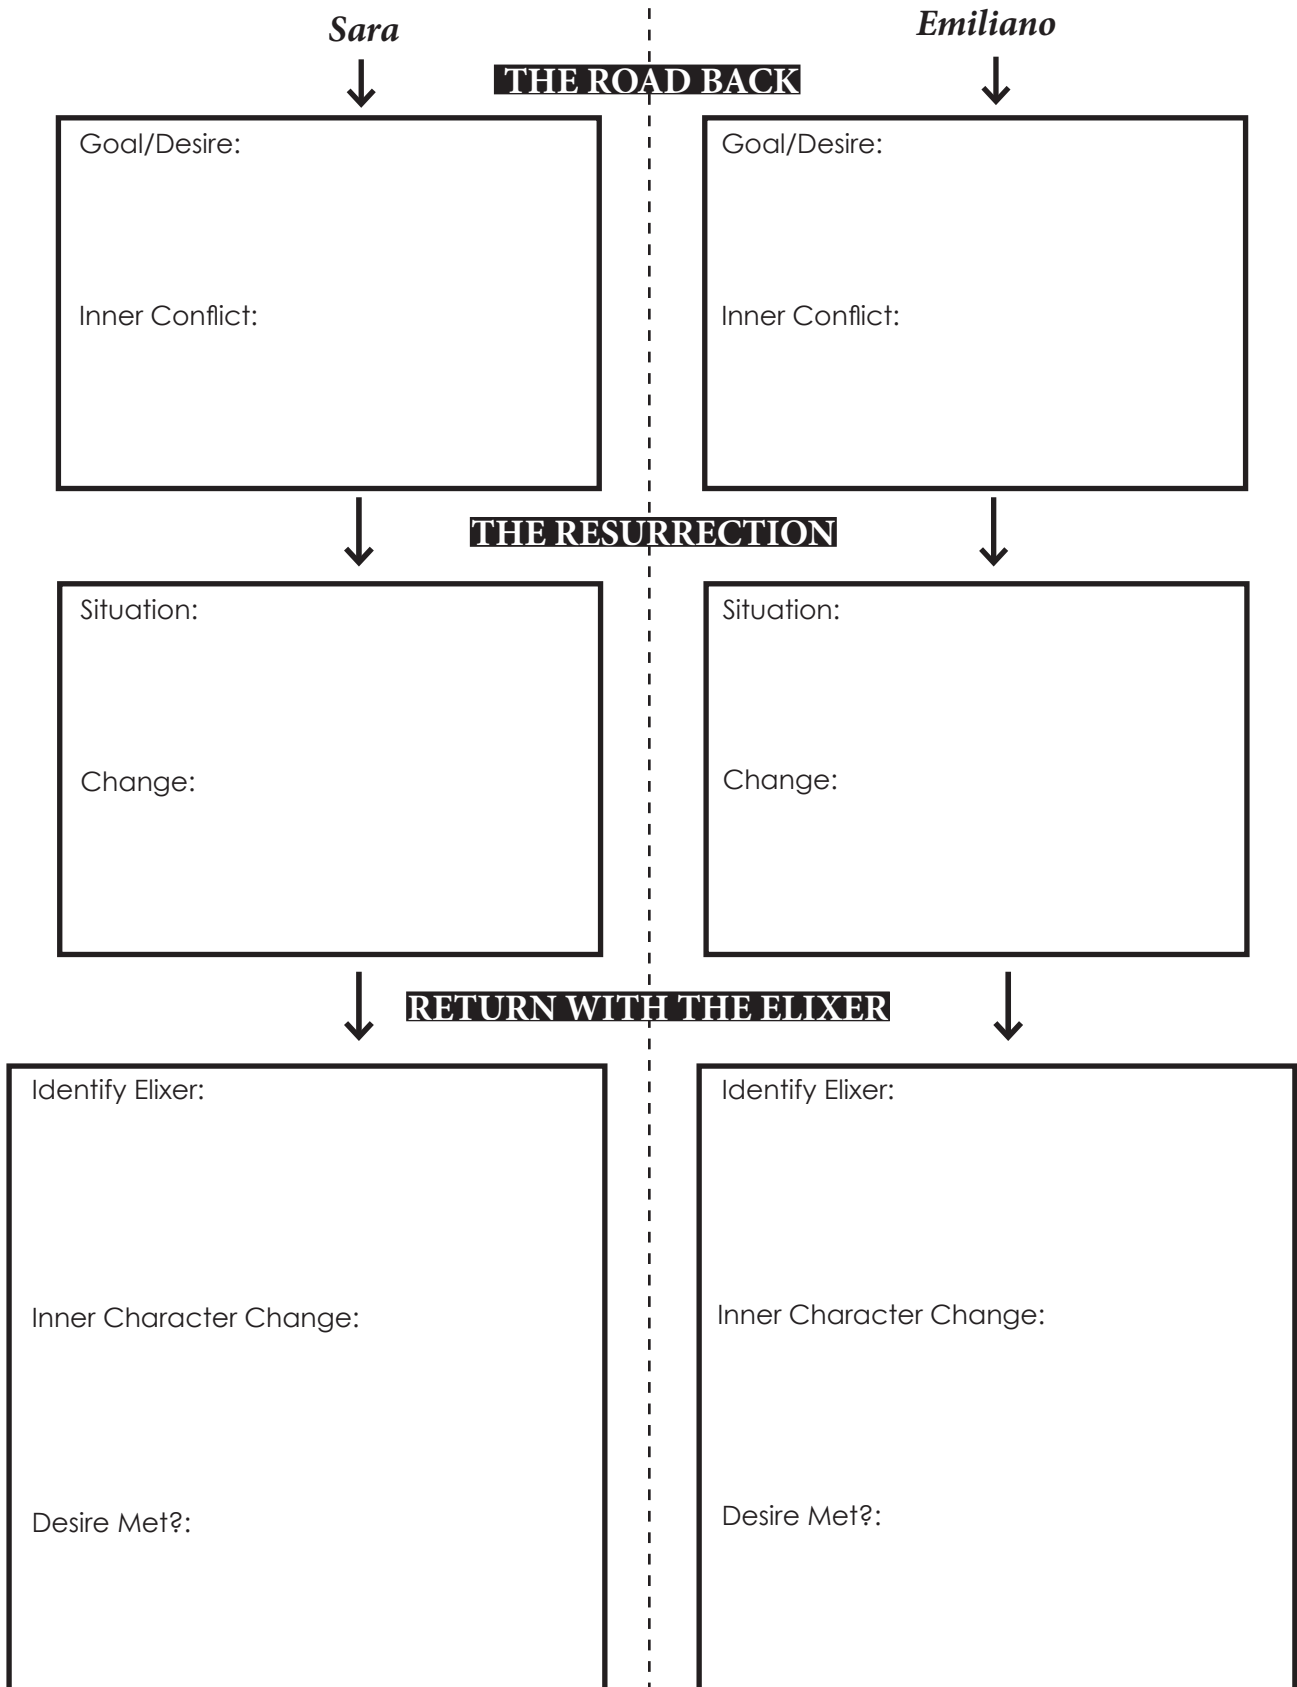 Sara
Emiliano
THE ROAD BACK
Goal/Desire:
Goal/Desire:
Inner Conflict:
Inner Conflict:
THE RESURRECTION
Situation:
Situation:
Change:
Change:
RETURN WITH THE ELIXER
Identify Elixer:
Identify Elixer:
Inner Character Change:
Inner Character Change:
Desire Met?:
Desire Met?: